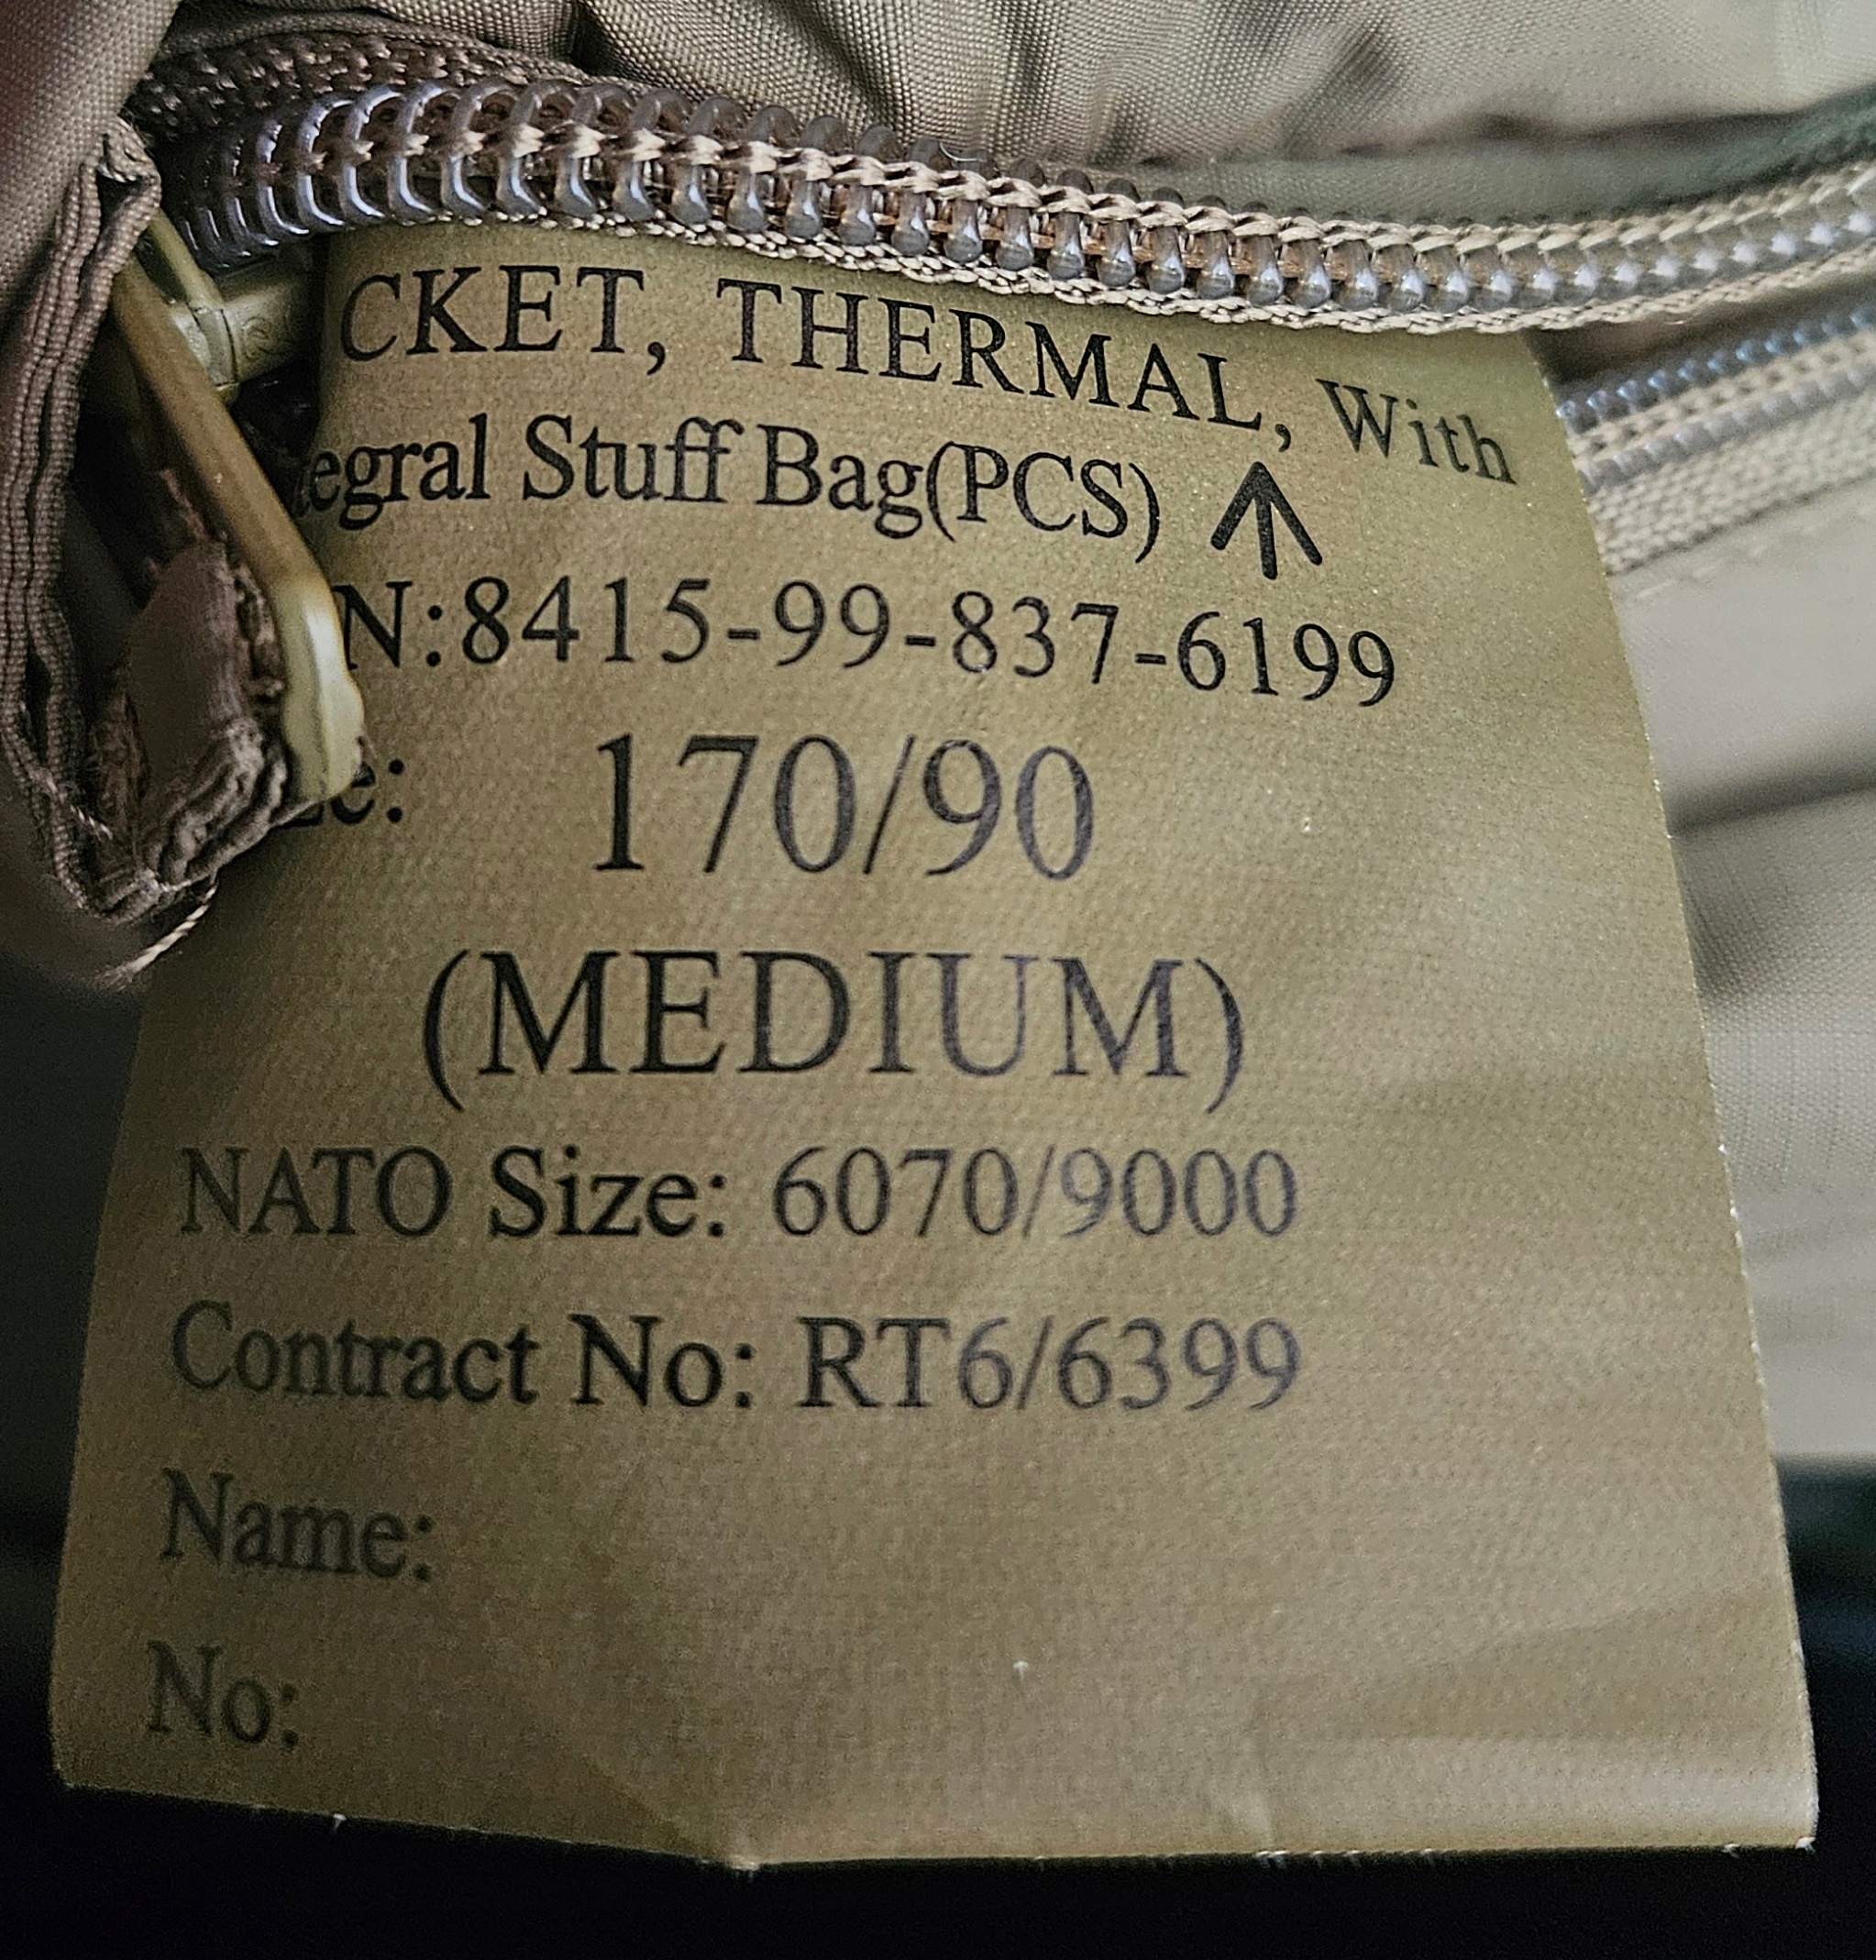 CKET, THERMAL, With
egral Stuff Bag(PCS) ↑
N:8415-99-837-6199
e: 170/90
(MEDIUM)
NATO Size: 6070/9000
Contract No: RT6/6399
Name:
No: